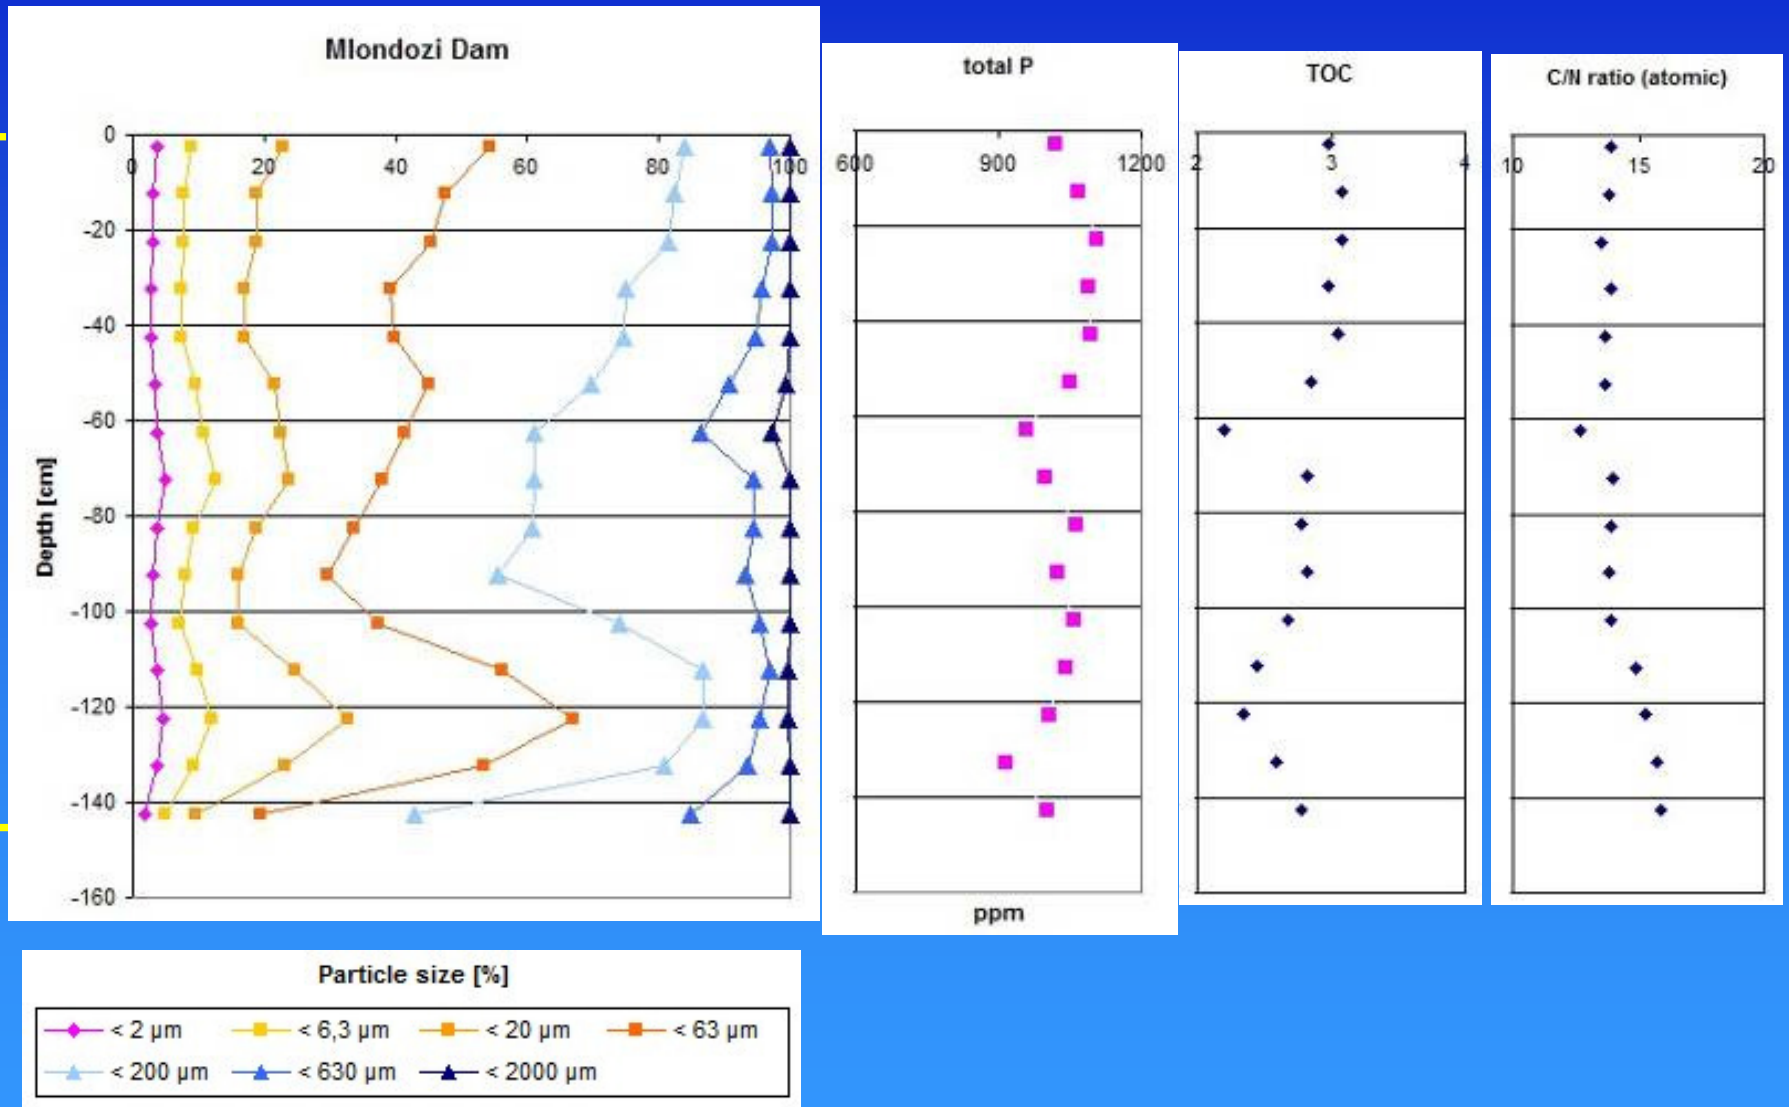 Mlondozi Dam
total P
TOC
C/N ratio (atomic)
0
0 20 40 60 80 100
600 900 1200
2 3 4
10 15 20
-20
-40
-60
-80
-100
-120
-140
-160
Depth [cm]
ppm
Particle size [%]
< 2 µm < 6,3 µm < 20 µm < 63 µm
< 200 µm < 630 µm < 2000 µm